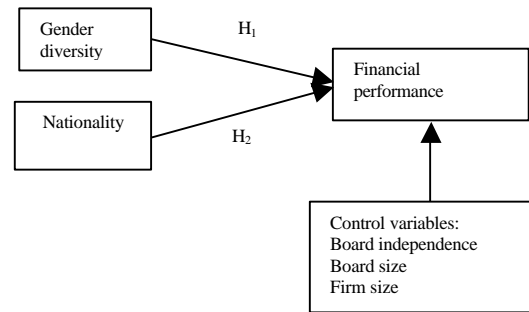 Gender
diversity
H₁
Financial
performance
Nationality
H₂
Control variables:
Board independence
Board size
Firm size